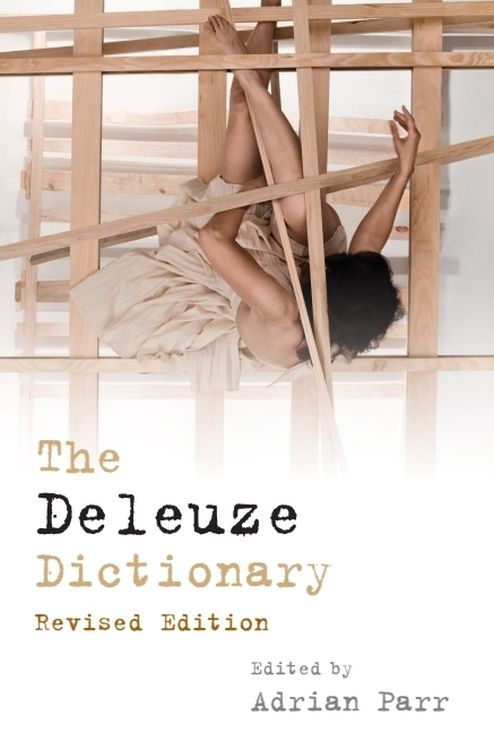 The
Deleuze
Dictionary
Revised Edition
Edited by
Adrian Parr